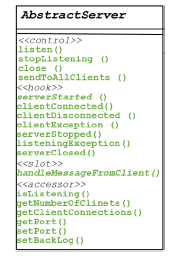 AbstractServer
<<control>>
listen()
stopListening ()
close ()
sendToAllClients ()
<<hook>>
serverStarted ()
clientConnected()
clientDisconnected ()
clientException ()
serverStopped()
listeningException()
serverClosed()
<<slot>>
handleMessageFromClient()
<<accessor>>
isListening()
getNumberOfClinets()
getClientConnections()
getPort()
setPort()
setBackLog()